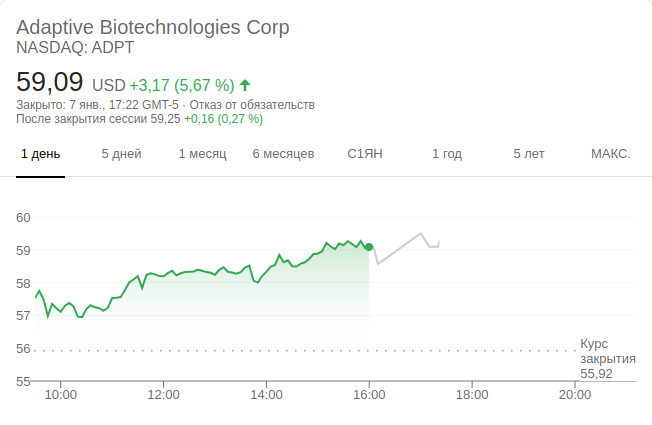 Adaptive Biotechnologies Corp
NASDAQ: ADPT
59,09 USD +3,17 (5,67 %)
Закрыто: 7 янв., 17:22 GMT-5 · Отказ от обязательств
После закрытия сессии 59,25 +0,16 (0,27 %)
1 день 5 дней 1 месяц 6 месяцев С1ЯН 1 год 5 лет МАКС.
60
59
58
57
56
Курс
закрытия
55,92
55
10:00 12:00 14:00 16:00 18:00 20:00